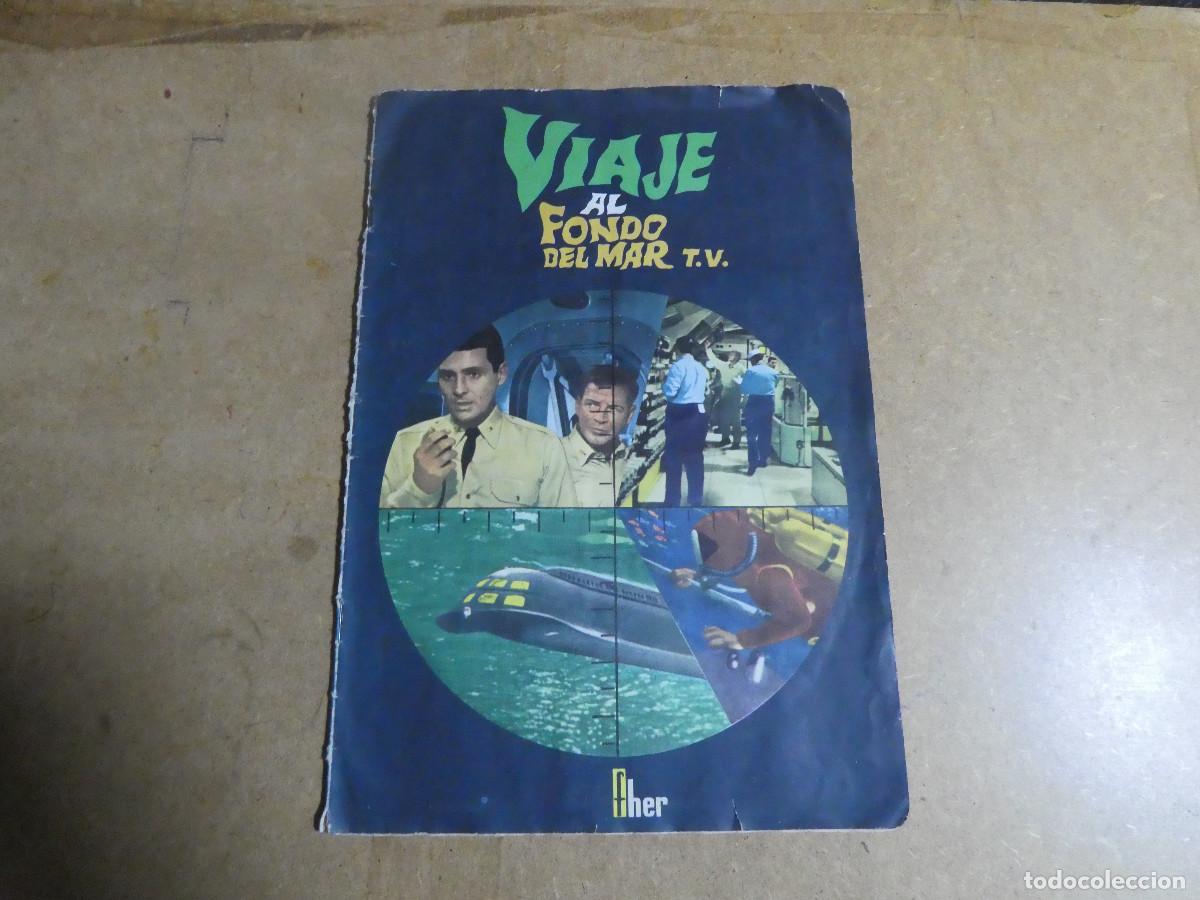 VIAJE
AL
FONDO
DEL MAR T.V.
fher
todocoleccion